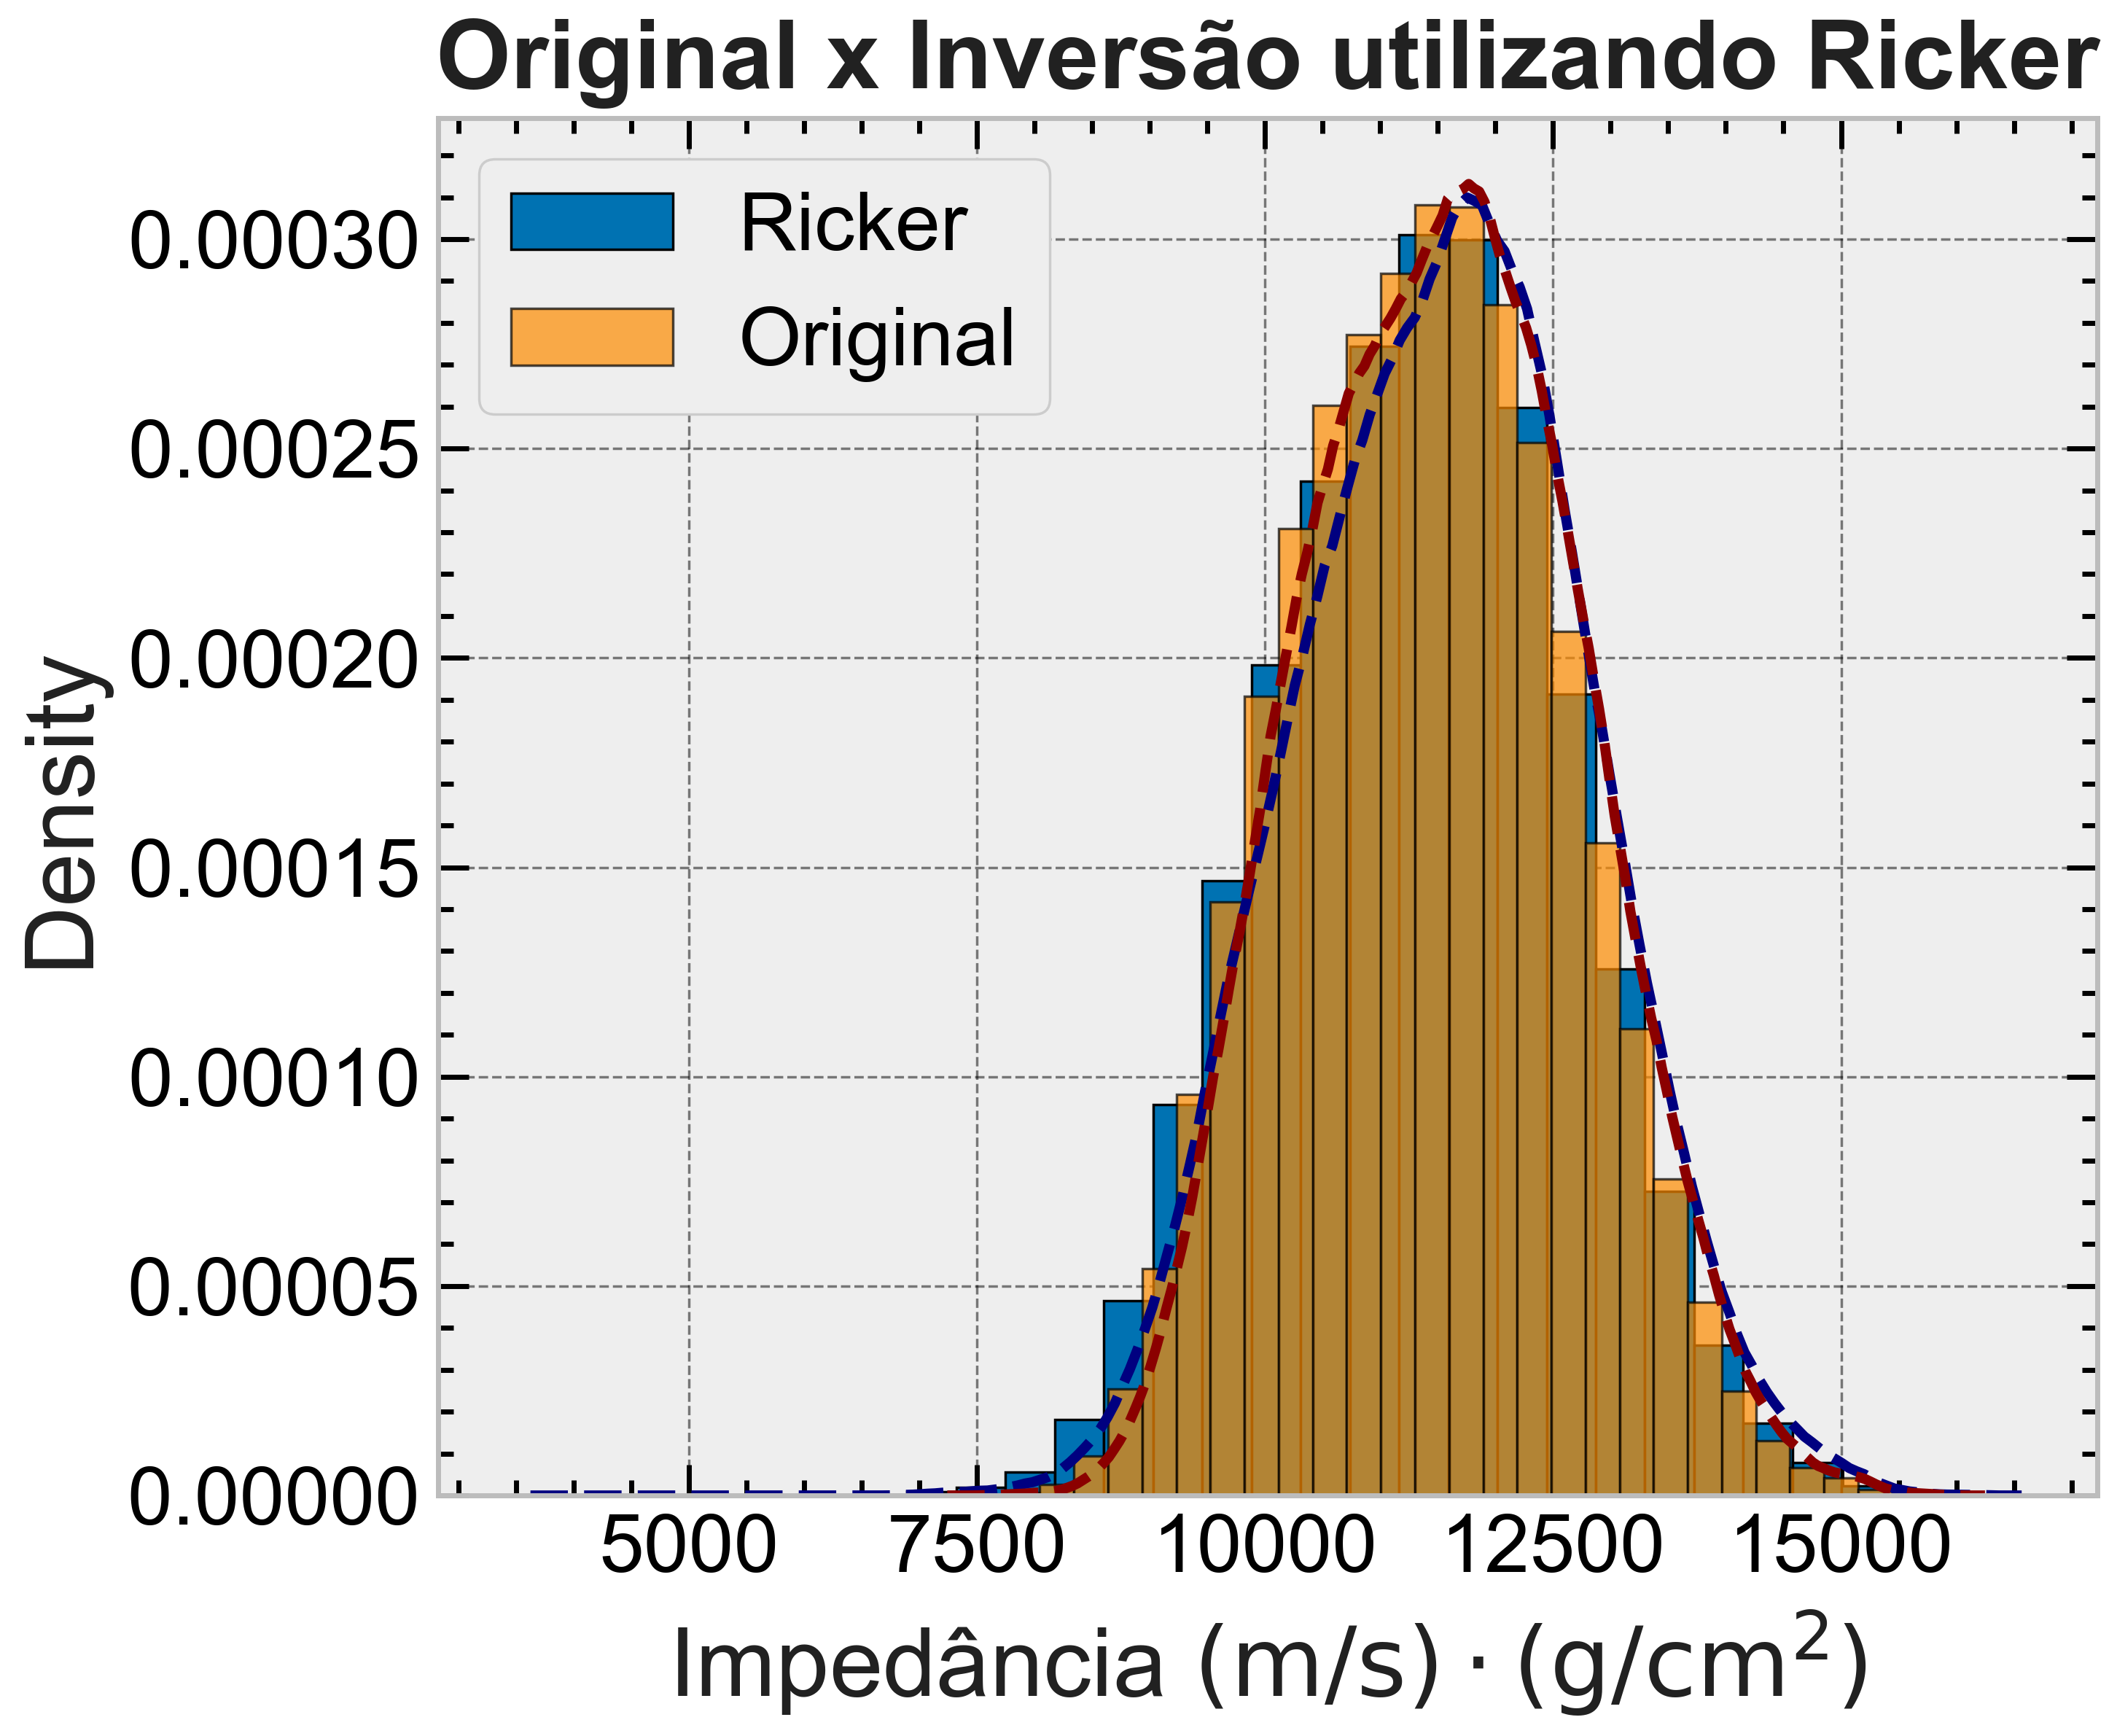 Original x Inversão utilizando Ricker
Ricker
Original
0.00030
0.00025
0.00020
0.00015
0.00010
0.00005
0.00000
Density
5000 7500 10000 12500 15000
Impedância (m/s) · (g/cm²)